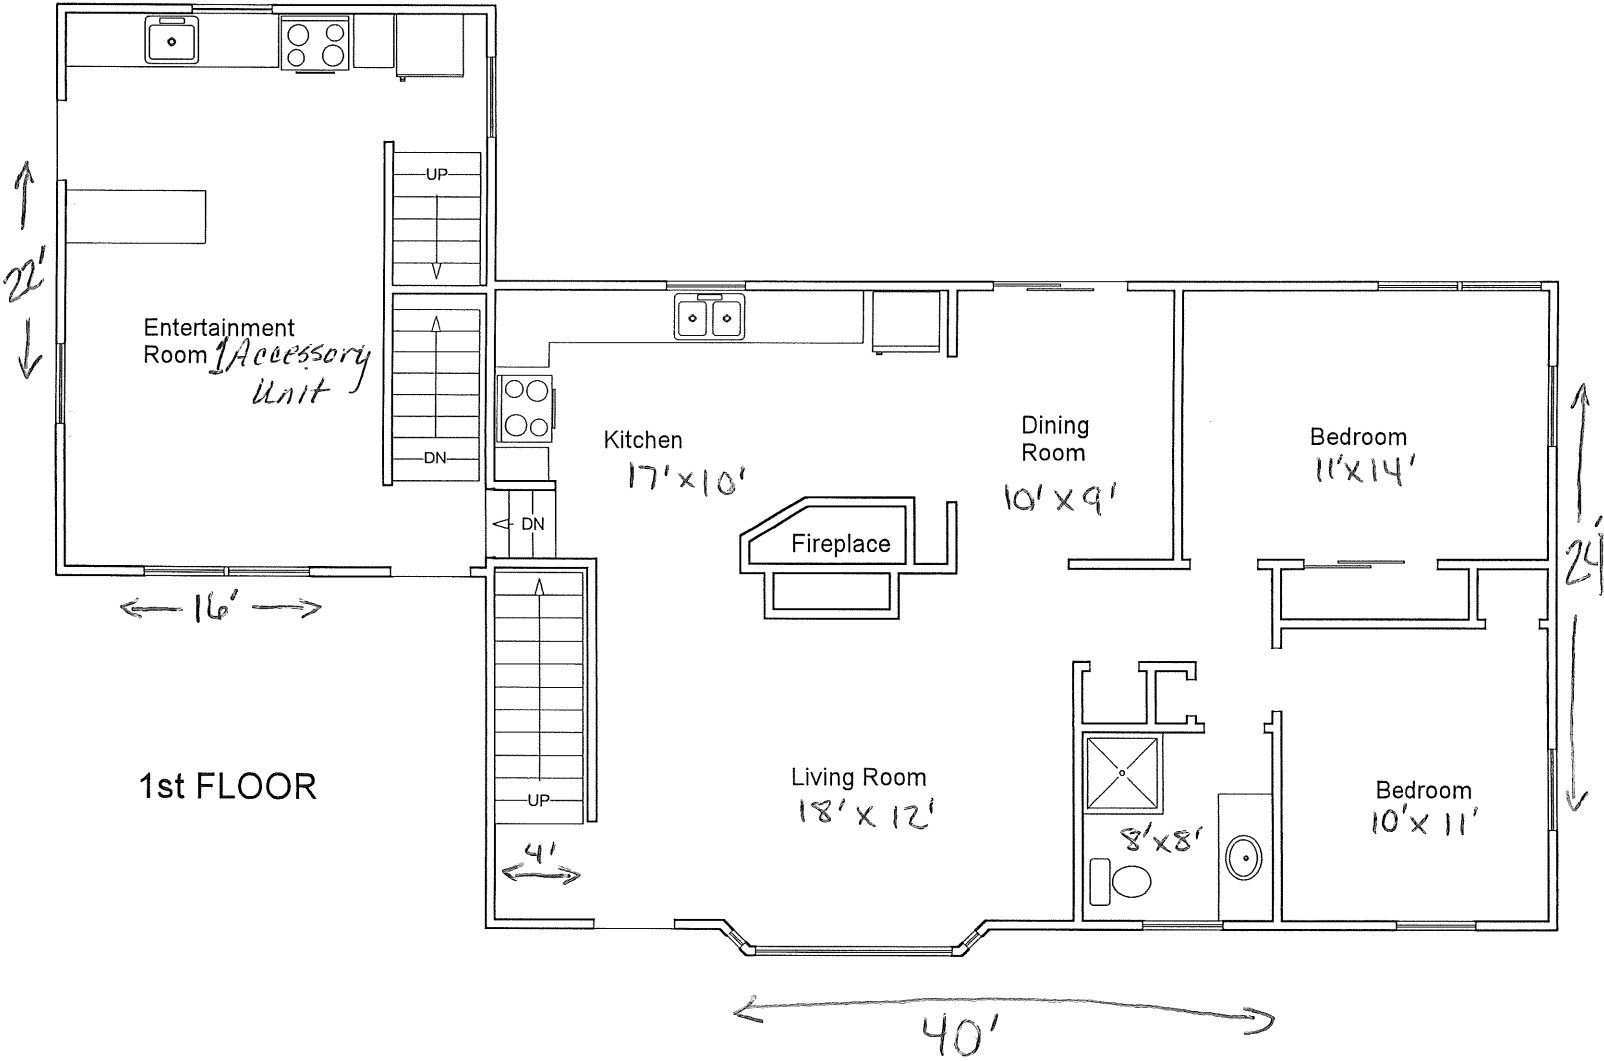 UP
22'
Entertainment
Room / Accessory
Unit
DN
Kitchen
17' x 10'
Dining
Room
10' x 9'
Bedroom
11' x 14'
DN
Fireplace
24'
16'
1st FLOOR
UP
4'
Living Room
18' x 12'
8' x 8'
Bedroom
10' x 11'
40'